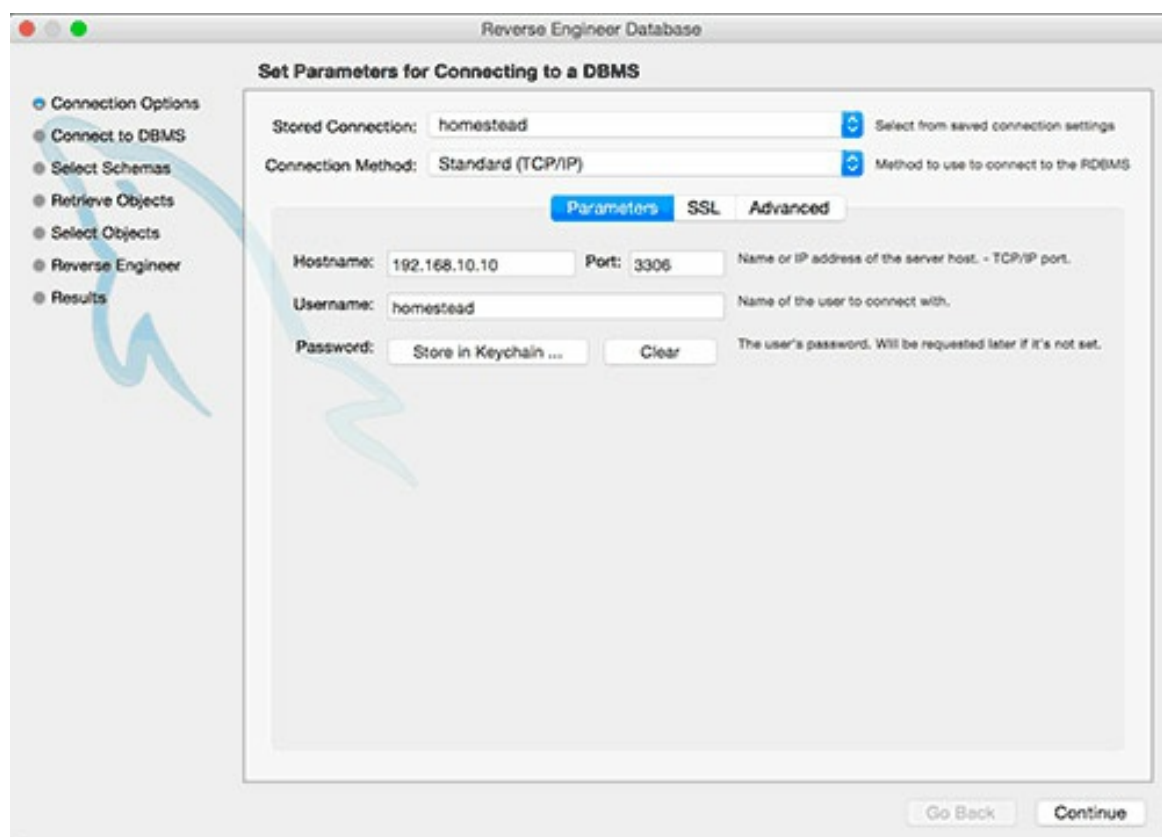 Reverse Engineer Database
Set Parameters for Connecting to a DBMS
Connection Options
Connect to DBMS
Select Schemas
Retrieve Objects
Select Objects
Reverse Engineer
Results
Stored Connection: homestead Select from saved connection settings
Connection Method: Standard (TCP/IP) Method to use to connect to the RDBMS
Parameters SSL Advanced
Hostname: 192.168.10.10 Port: 3306 Name or IP address of the server host. - TCP/IP port.
Username: homestead Name of the user to connect with.
Password: Store in Keychain ... Clear The user's password. Will be requested later if it's not set.
Go Back Continue